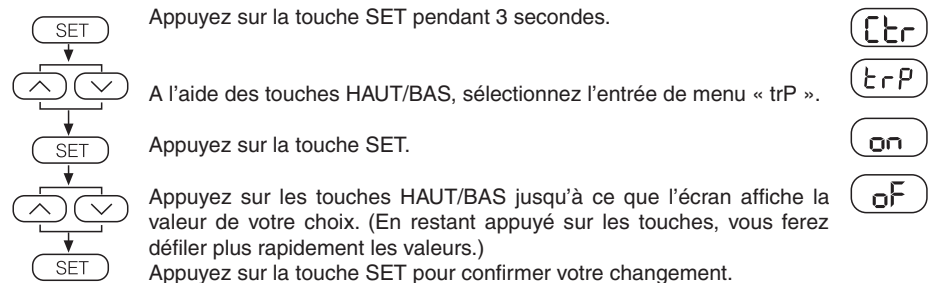 SET
Appuyez sur la touche SET pendant 3 secondes.
Ctr
A l'aide des touches HAUT/BAS, sélectionnez l'entrée de menu « trP ».
trP
SET
Appuyez sur la touche SET.
on
Appuyez sur les touches HAUT/BAS jusqu'à ce que l'écran affiche la
valeur de votre choix. (En restant appuyé sur les touches, vous ferez
défiler plus rapidement les valeurs.)
oF
SET
Appuyez sur la touche SET pour confirmer votre changement.